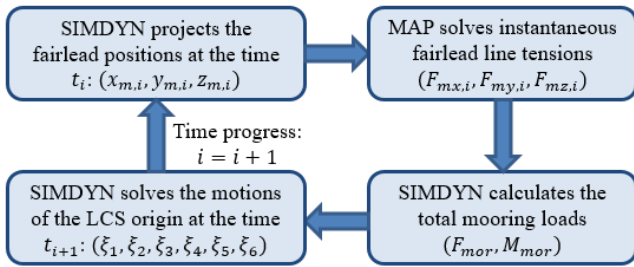 SIMDYN projects the
fairlead positions at the time
t_i: (x_{m,i}, y_{m,i}, z_{m,i})
MAP solves instantaneous
fairlead line tensions
(F_{mx,i}, F_{my,i}, F_{mz,i})
Time progress:
i = i + 1
SIMDYN solves the motions
of the LCS origin at the time
t_{i+1}: (ξ_1, ξ_2, ξ_3, ξ_4, ξ_5, ξ_6)
SIMDYN calculates the
total mooring loads
(F_{mor}, M_{mor})